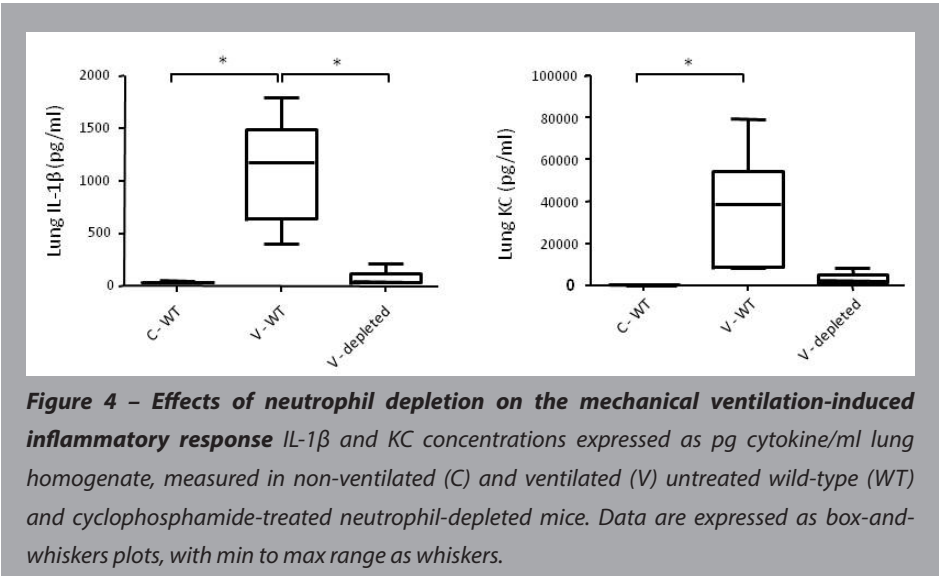 * *
2000
1500
1000
500
0
Lung IL-1β (pg/ml)
C - WT
V - WT
V - depleted
*
100000
80000
60000
40000
20000
0
Lung KC (pg/ml)
C - WT
V - WT
V - depleted
Figure 4 – Effects of neutrophil depletion on the mechanical ventilation-induced
inflammatory response IL-1β and KC concentrations expressed as pg cytokine/ml lung
homogenate, measured in non-ventilated (C) and ventilated (V) untreated wild-type (WT)
and cyclophosphamide-treated neutrophil-depleted mice. Data are expressed as box-and-
whiskers plots, with min to max range as whiskers.